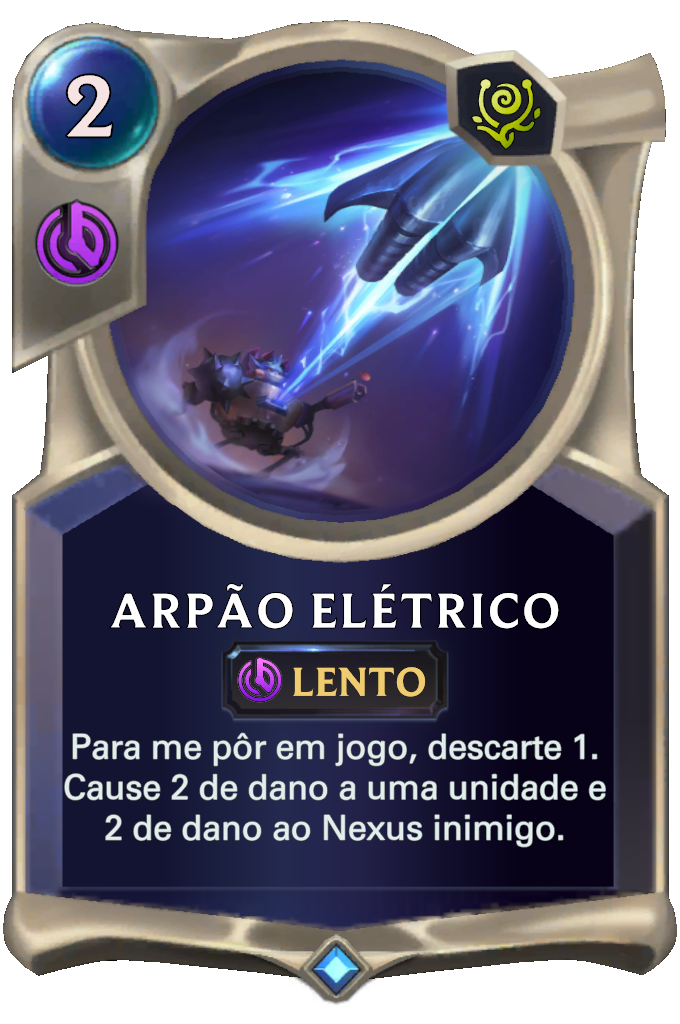 2
ARPÃO ELÉTRICO
LENTO
Para me pôr em jogo, descarte 1.
Cause 2 de dano a uma unidade e
2 de dano ao Nexus inimigo.